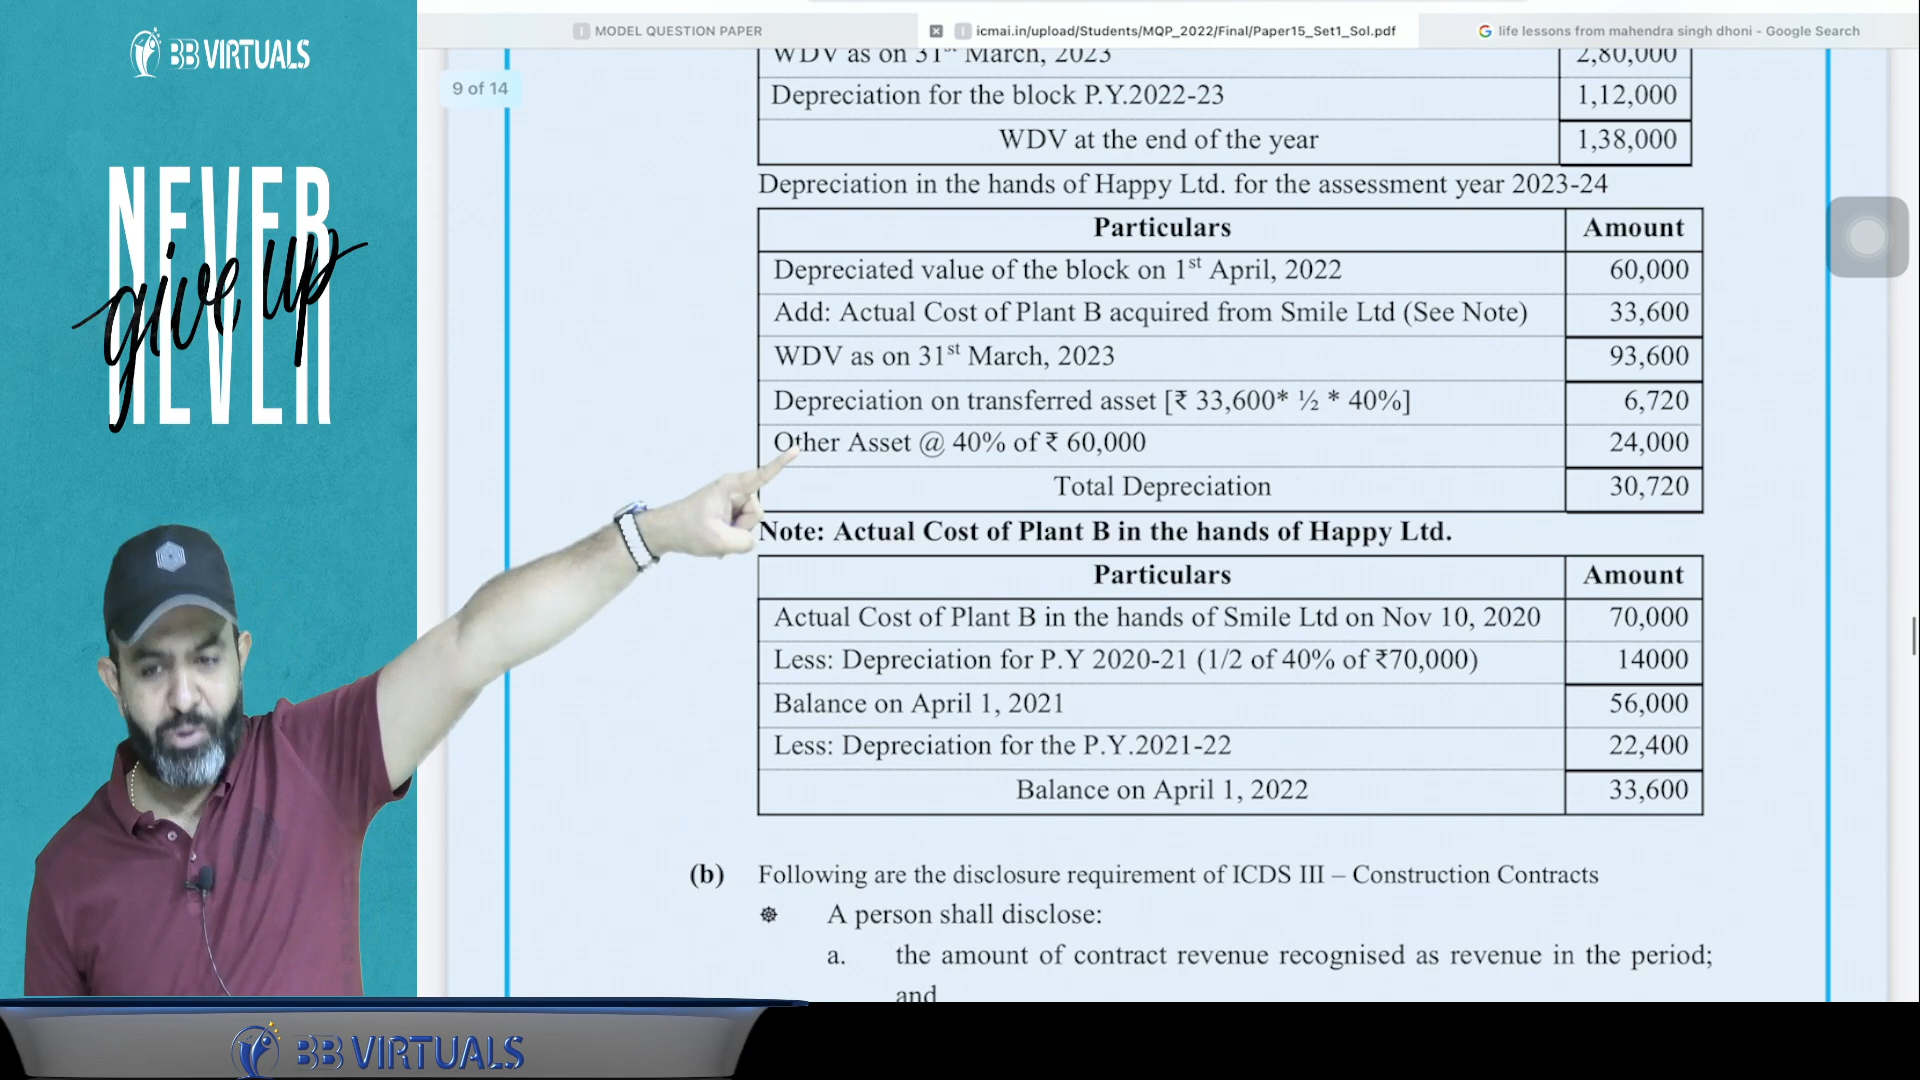 BB VIRTUALS
NEVER
give up
NEVER
MODEL QUESTION PAPER
icmai.in/upload/Students/MQP_2022/Final/Paper15_Set1_Sol.pdf
life lessons from mahendra singh dhoni - Google Search
9 of 14
WDV as on 31st March, 2023 2,80,000
Depreciation for the block P.Y.2022-23 1,12,000
WDV at the end of the year 1,38,000
Depreciation in the hands of Happy Ltd. for the assessment year 2023-24
Particulars Amount
Depreciated value of the block on 1st April, 2022 60,000
Add: Actual Cost of Plant B acquired from Smile Ltd (See Note) 33,600
WDV as on 31st March, 2023 93,600
Depreciation on transferred asset [₹ 33,600* ½ * 40%] 6,720
Other Asset @ 40% of ₹ 60,000 24,000
Total Depreciation 30,720
Note: Actual Cost of Plant B in the hands of Happy Ltd.
Particulars Amount
Actual Cost of Plant B in the hands of Smile Ltd on Nov 10, 2020 70,000
Less: Depreciation for P.Y 2020-21 (1/2 of 40% of ₹70,000) 14000
Balance on April 1, 2021 56,000
Less: Depreciation for the P.Y.2021-22 22,400
Balance on April 1, 2022 33,600
(b) Following are the disclosure requirement of ICDS III – Construction Contracts
A person shall disclose:
a. the amount of contract revenue recognised as revenue in the period;
and
BB VIRTUALS